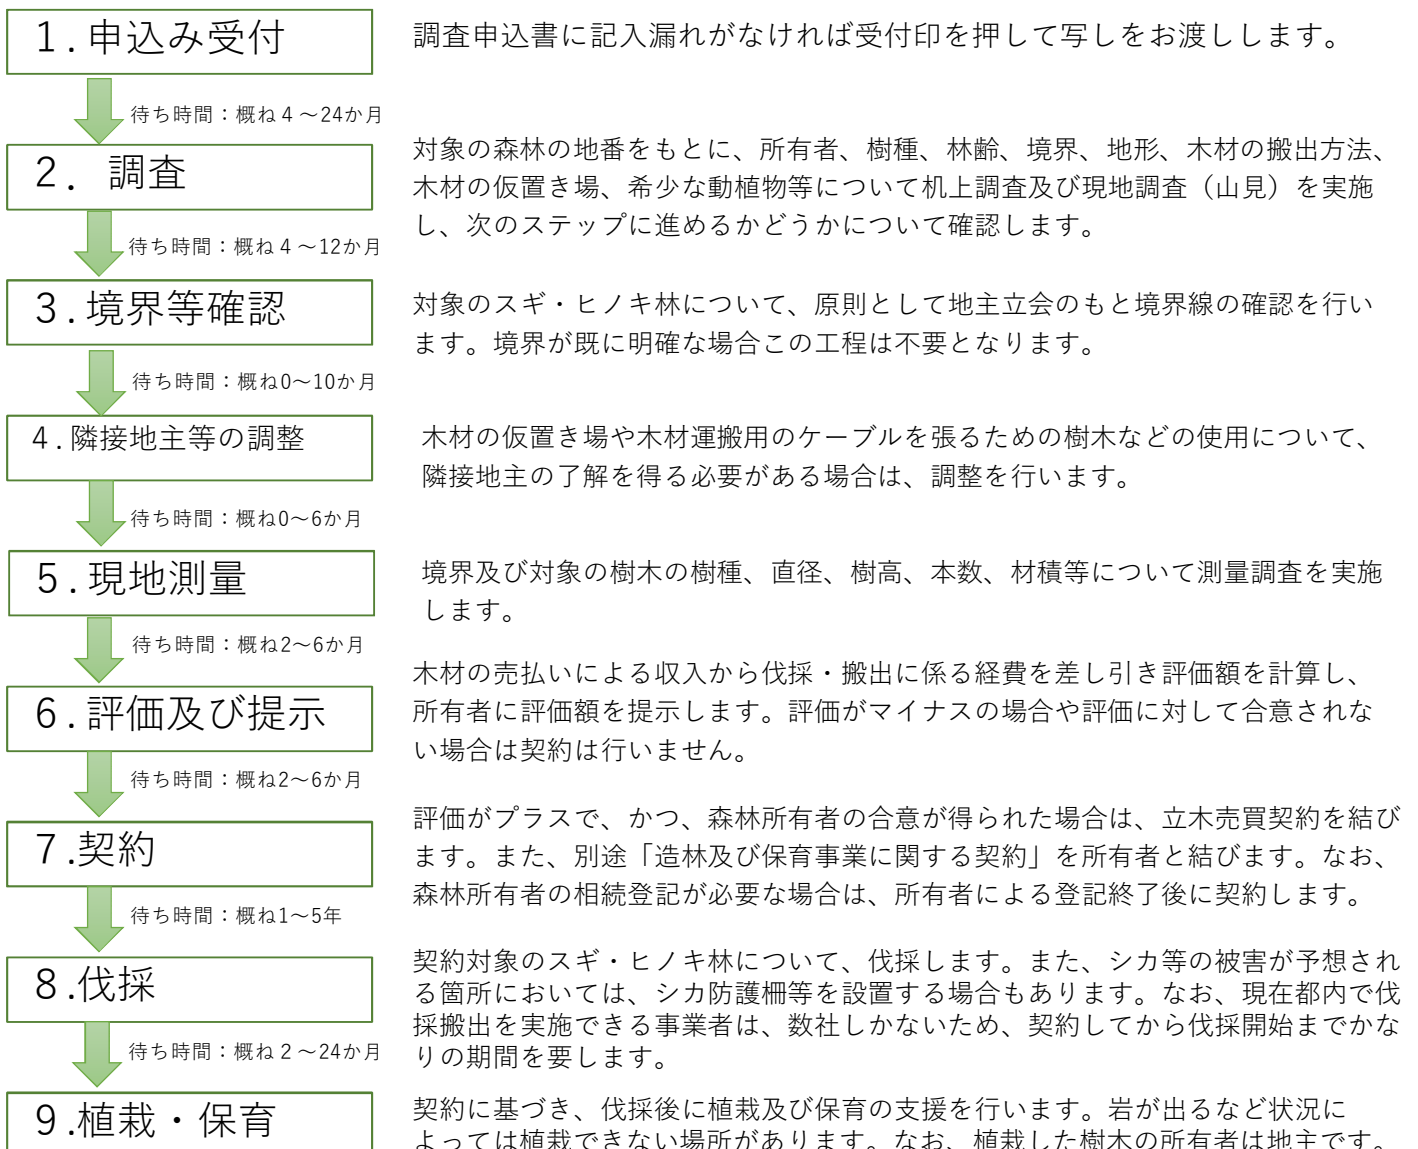 １.申込み受付
調査申込書に記入漏れがなければ受付印を押して写しをお渡しします。
待ち時間：概ね４～24か月
２. 調査
対象の森林の地番をもとに、所有者、樹種、林齢、境界、地形、木材の搬出方法、
木材の仮置き場、希少な動植物等について机上調査及び現地調査（山見）を実施
し、次のステップに進めるかどうかについて確認します。
待ち時間：概ね４～12か月
３.境界等確認
対象のスギ・ヒノキ林について、原則として地主立会のもと境界線の確認を行い
ます。境界が既に明確な場合この工程は不要となります。
待ち時間：概ね0～10か月
４.隣接地主等の調整
木材の仮置き場や木材運搬用のケーブルを張るための樹木などの使用について、
隣接地主の了解を得る必要がある場合は、調整を行います。
待ち時間：概ね0～6か月
５.現地測量
境界及び対象の樹木の樹種、直径、樹高、本数、材積等について測量調査を実施
します。
待ち時間：概ね2～6か月
６.評価及び提示
木材の売払いによる収入から伐採・搬出に係る経費を差し引き評価額を計算し、
所有者に評価額を提示します。評価がマイナスの場合や評価に対して合意されな
い場合は契約は行いません。
待ち時間：概ね2～6か月
７.契約
評価がプラスで、かつ、森林所有者の合意が得られた場合は、立木売買契約を結び
ます。また、別途「造林及び保育事業に関する契約」を所有者と結びます。なお、
森林所有者の相続登記が必要な場合は、所有者による登記終了後に契約します。
待ち時間：概ね1～5年
８.伐採
契約対象のスギ・ヒノキ林について、伐採します。また、シカ等の被害が予想され
る箇所においては、シカ防護柵等を設置する場合もあります。なお、現在都内で伐
採搬出を実施できる事業者は、数社しかないため、契約してから伐採開始までかな
りの期間を要します。
待ち時間：概ね２～24か月
９.植栽・保育
契約に基づき、伐採後に植栽及び保育の支援を行います。岩が出るなど状況に
よっては植栽できない場所があります。なお、植栽した樹木の所有者は地主です。